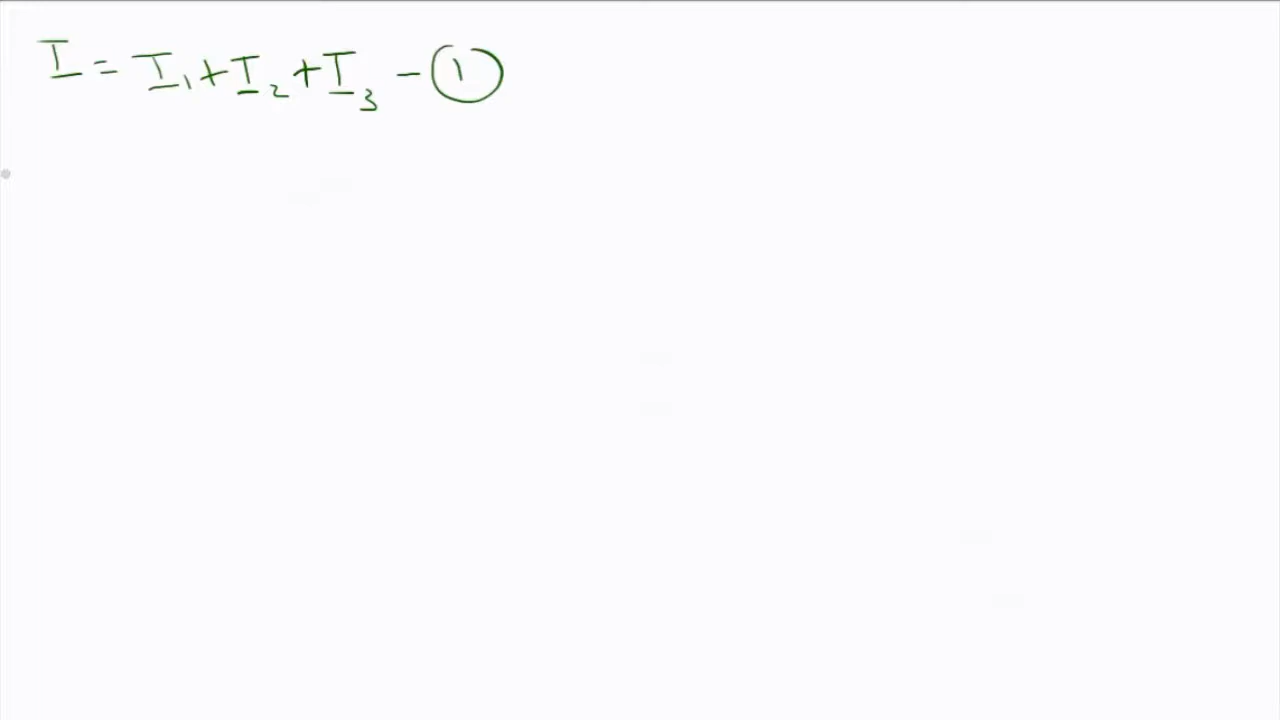 I = I₁ + I₂ + I₃ - ①